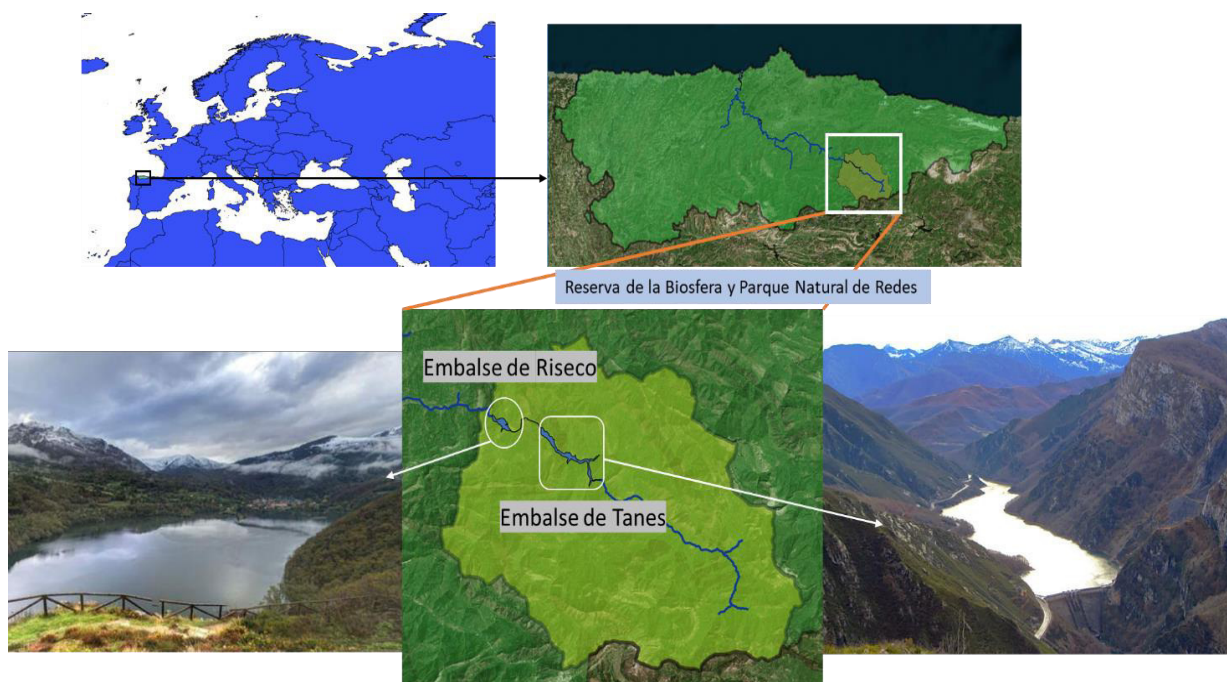 Reserva de la Biosfera y Parque Natural de Redes
Embalse de Riseco
Embalse de Tanes